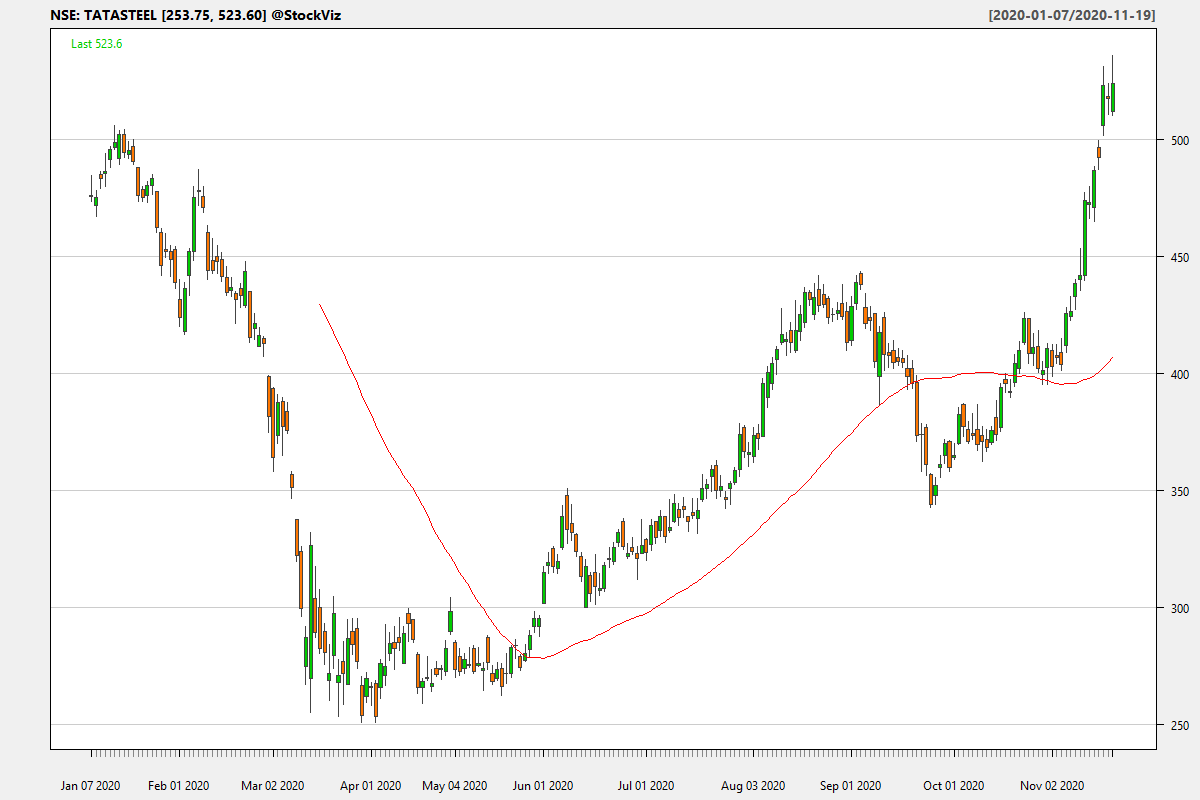 NSE: TATASTEEL [253.75, 523.60] @StockViz
[2020-01-07/2020-11-19]
Last 523.6
500
450
400
350
300
250
Jan 07 2020 Feb 01 2020 Mar 02 2020 Apr 01 2020 May 04 2020 Jun 01 2020 Jul 01 2020 Aug 03 2020 Sep 01 2020 Oct 01 2020 Nov 02 2020